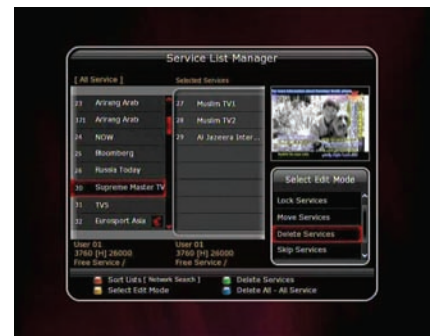 Service List Manager
[ All Service ]
Selected Services
23 Arirang Arab
371 Arirang Arab
24 NOW
25 Bloomberg
26 Russia Today
30 Supreme Master TV
31 TV5
32 Eurosport Asia
27 Muslim TV1
28 Muslim TV2
29 Al Jazeera Inter...
Select Edit Mode
Lock Services
Move Services
Delete Services
Skip Services
User 01
3760 [H] 26000
Free Service /
User 01
3760 [H] 26000
Free Service /
Sort Lists [ Network Search ]
Delete Services
Select Edit Mode
Delete All - All Service